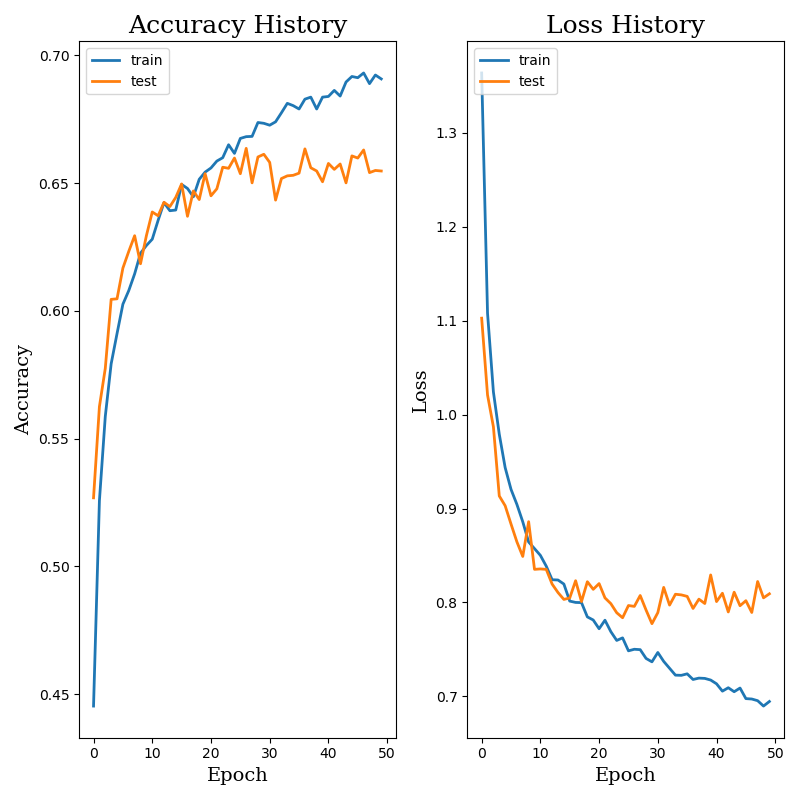 Accuracy History
train
test
0.70
0.65
0.60
0.55
0.50
0.45
Accuracy
0 10 20 30 40 50
Epoch
Loss History
train
test
1.3
1.2
1.1
1.0
0.9
0.8
0.7
Loss
0 10 20 30 40 50
Epoch